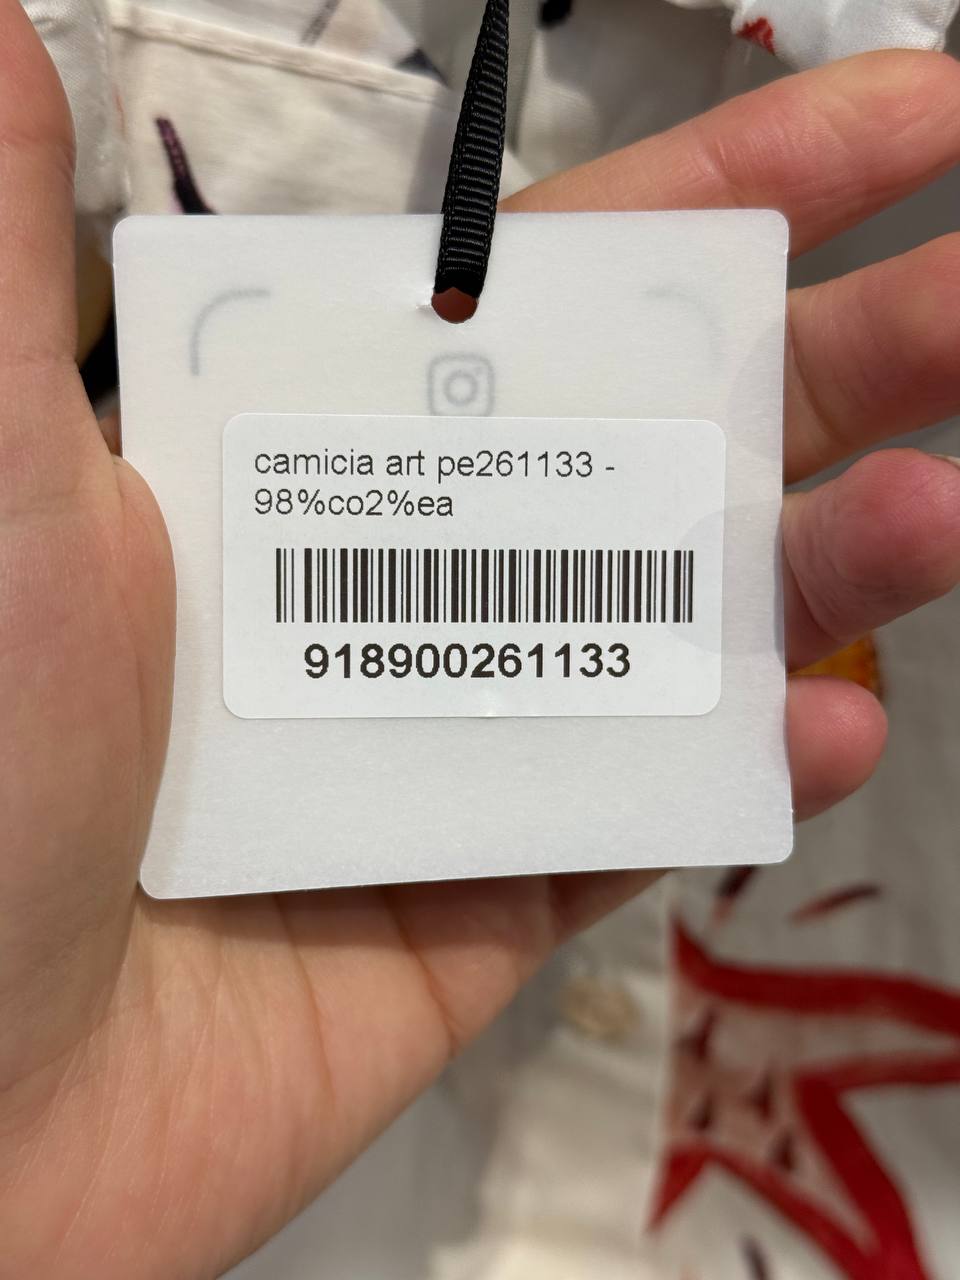 camicia art pe261133 -
98%co2%ea
918900261133